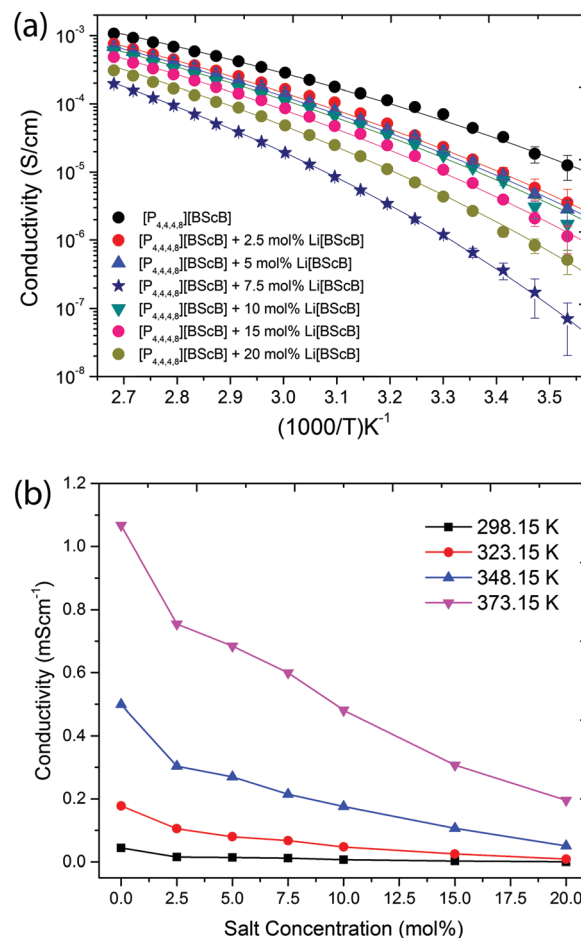 (a)
10⁻³
10⁻⁴
10⁻⁵
10⁻⁶
10⁻⁷
10⁻⁸
Conductivity (S/cm)
[P₄,₄,₄,₈][BScB]
[P₄,₄,₄,₈][BScB] + 2.5 mol% Li[BScB]
[P₄,₄,₄,₈][BScB] + 5 mol% Li[BScB]
[P₄,₄,₄,₈][BScB] + 7.5 mol% Li[BScB]
[P₄,₄,₄,₈][BScB] + 10 mol% Li[BScB]
[P₄,₄,₄,₈][BScB] + 15 mol% Li[BScB]
[P₄,₄,₄,₈][BScB] + 20 mol% Li[BScB]
2.7 2.8 2.9 3.0 3.1 3.2 3.3 3.4 3.5
(1000/T)K⁻¹
(b)
1.2
1.0
0.8
0.6
0.4
0.2
0.0
Conductivity (mScm⁻¹)
298.15 K
323.15 K
348.15 K
373.15 K
0.0 2.5 5.0 7.5 10.0 12.5 15.0 17.5 20.0
Salt Concentration (mol%)